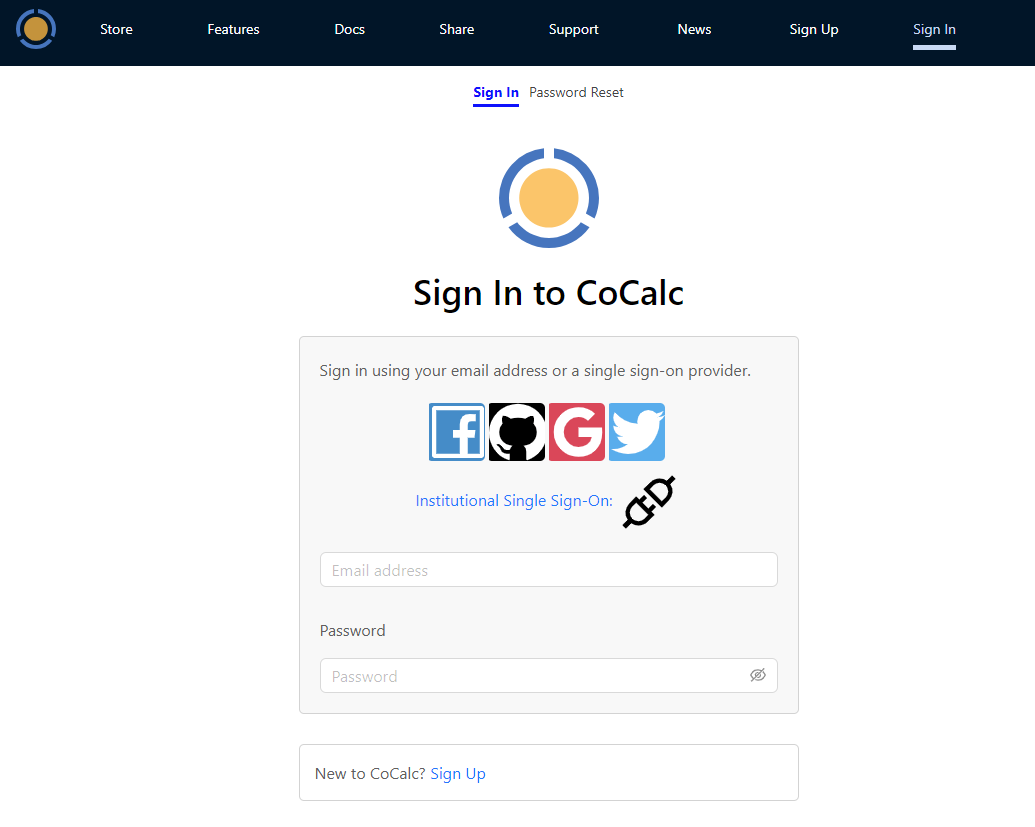 Store Features Docs Share Support News Sign Up Sign In
Sign In Password Reset
Sign In to CoCalc
Sign in using your email address or a single sign-on provider.
Institutional Single Sign-On:
Email address
Password
Password
New to CoCalc? Sign Up